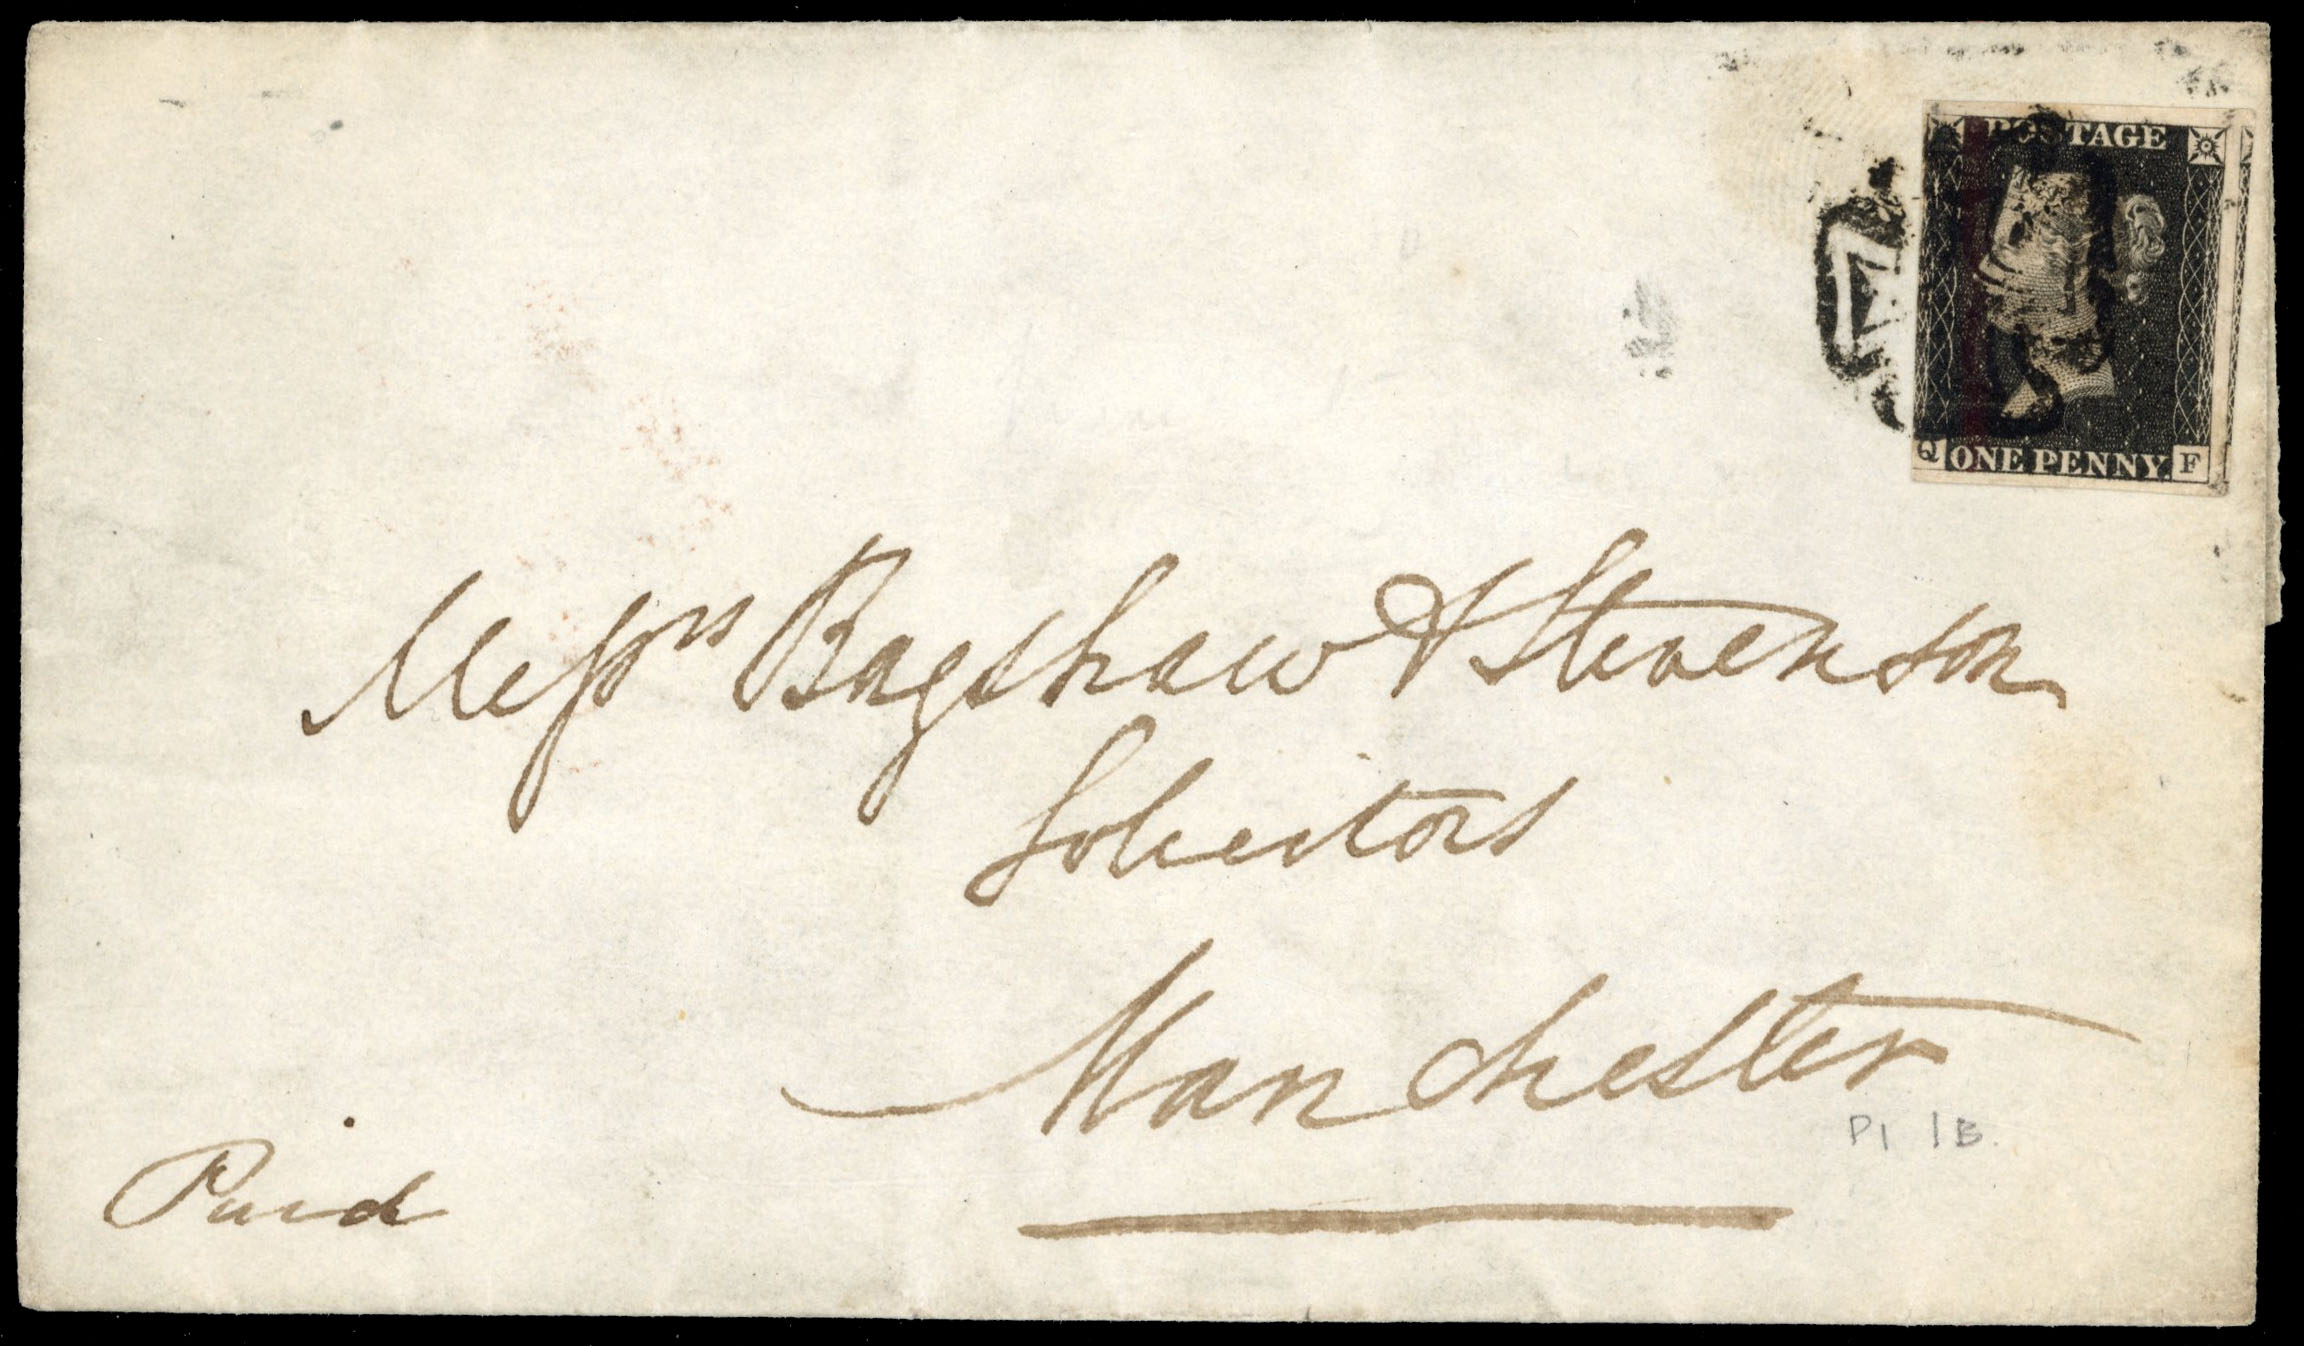 POSTAGE
Q ONE PENNY F
Messrs Bagshaw & Stevenson
Solicitors
Manchester
Pl 1B.
Paid